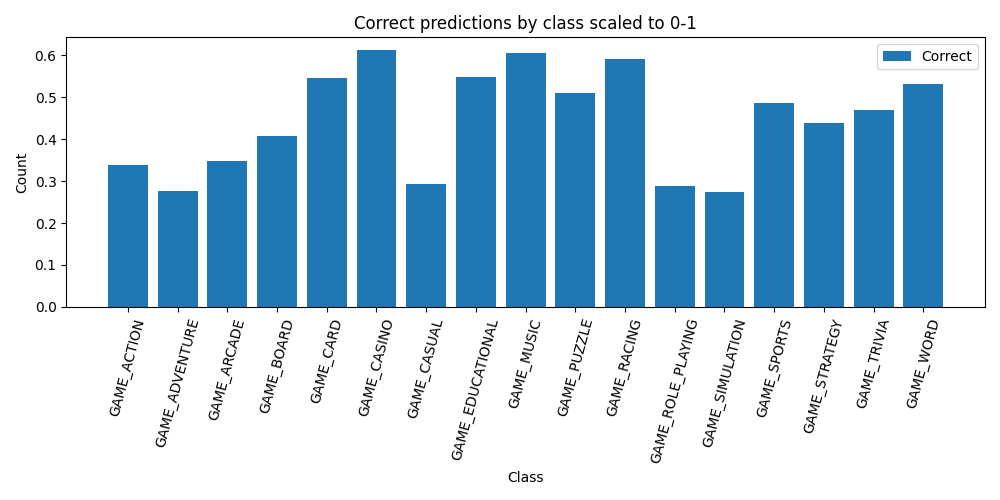 Correct predictions by class scaled to 0-1
Correct
Count
0.6
0.5
0.4
0.3
0.2
0.1
0.0
GAME_ACTION
GAME_ADVENTURE
GAME_ARCADE
GAME_BOARD
GAME_CARD
GAME_CASINO
GAME_CASUAL
GAME_EDUCATIONAL
GAME_MUSIC
GAME_PUZZLE
GAME_RACING
GAME_ROLE_PLAYING
GAME_SIMULATION
GAME_SPORTS
GAME_STRATEGY
GAME_TRIVIA
GAME_WORD
Class